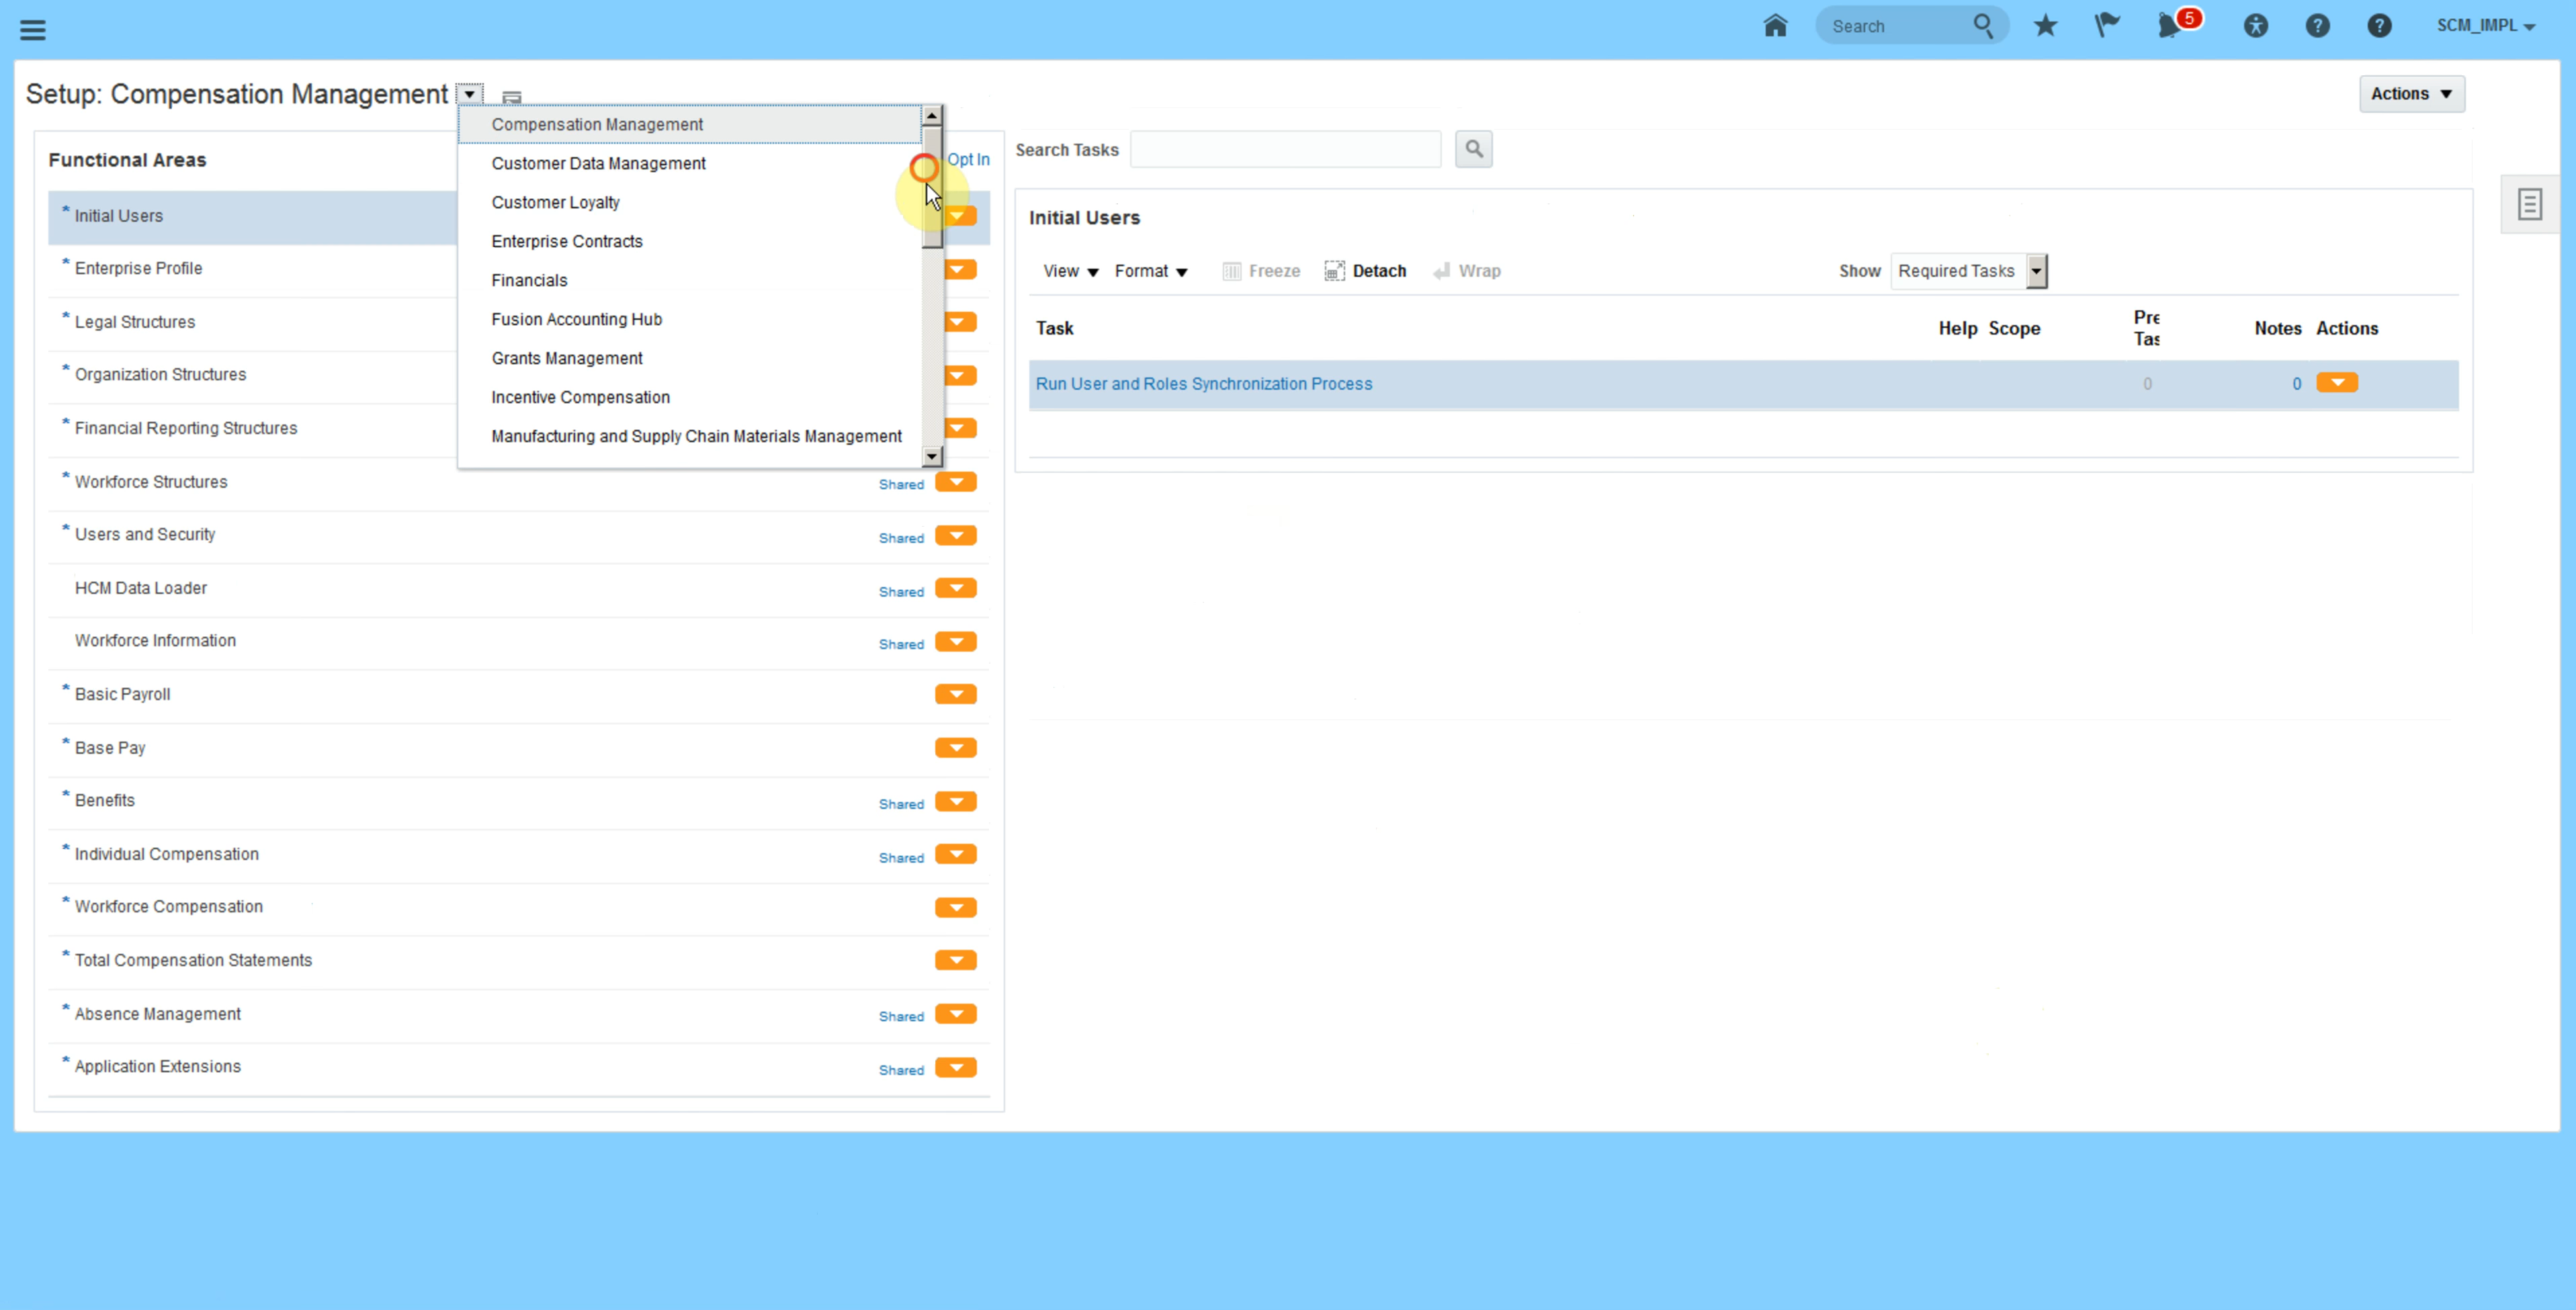 Search
5
SCM_IMPL
Setup: Compensation Management
Actions
Compensation Management
Customer Data Management
Customer Loyalty
Enterprise Contracts
Financials
Fusion Accounting Hub
Grants Management
Incentive Compensation
Manufacturing and Supply Chain Materials Management
Functional Areas
Opt In
* Initial Users
* Enterprise Profile
* Legal Structures
* Organization Structures
* Financial Reporting Structures
* Workforce Structures Shared
* Users and Security Shared
HCM Data Loader Shared
Workforce Information Shared
* Basic Payroll
* Base Pay
* Benefits Shared
* Individual Compensation Shared
* Workforce Compensation
* Total Compensation Statements
* Absence Management Shared
* Application Extensions Shared
Search Tasks
Initial Users
View Format Freeze Detach Wrap Show Required Tasks
Task Help Scope Pre Tas Notes Actions
Run User and Roles Synchronization Process 0 0